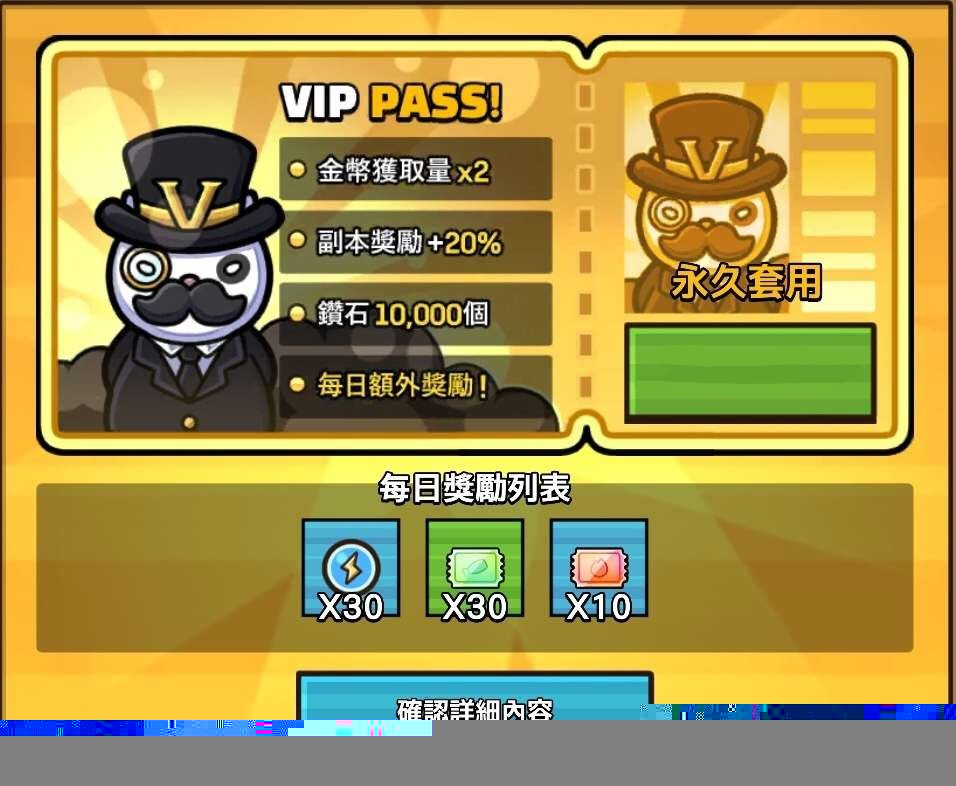 VIP PASS!
金幣獲取量 x2
副本獎勵 +20%
鑽石 10,000個
每日額外獎勵！
V
V
永久套用
每日獎勵列表
X30
X30
X10
確認詳細內容